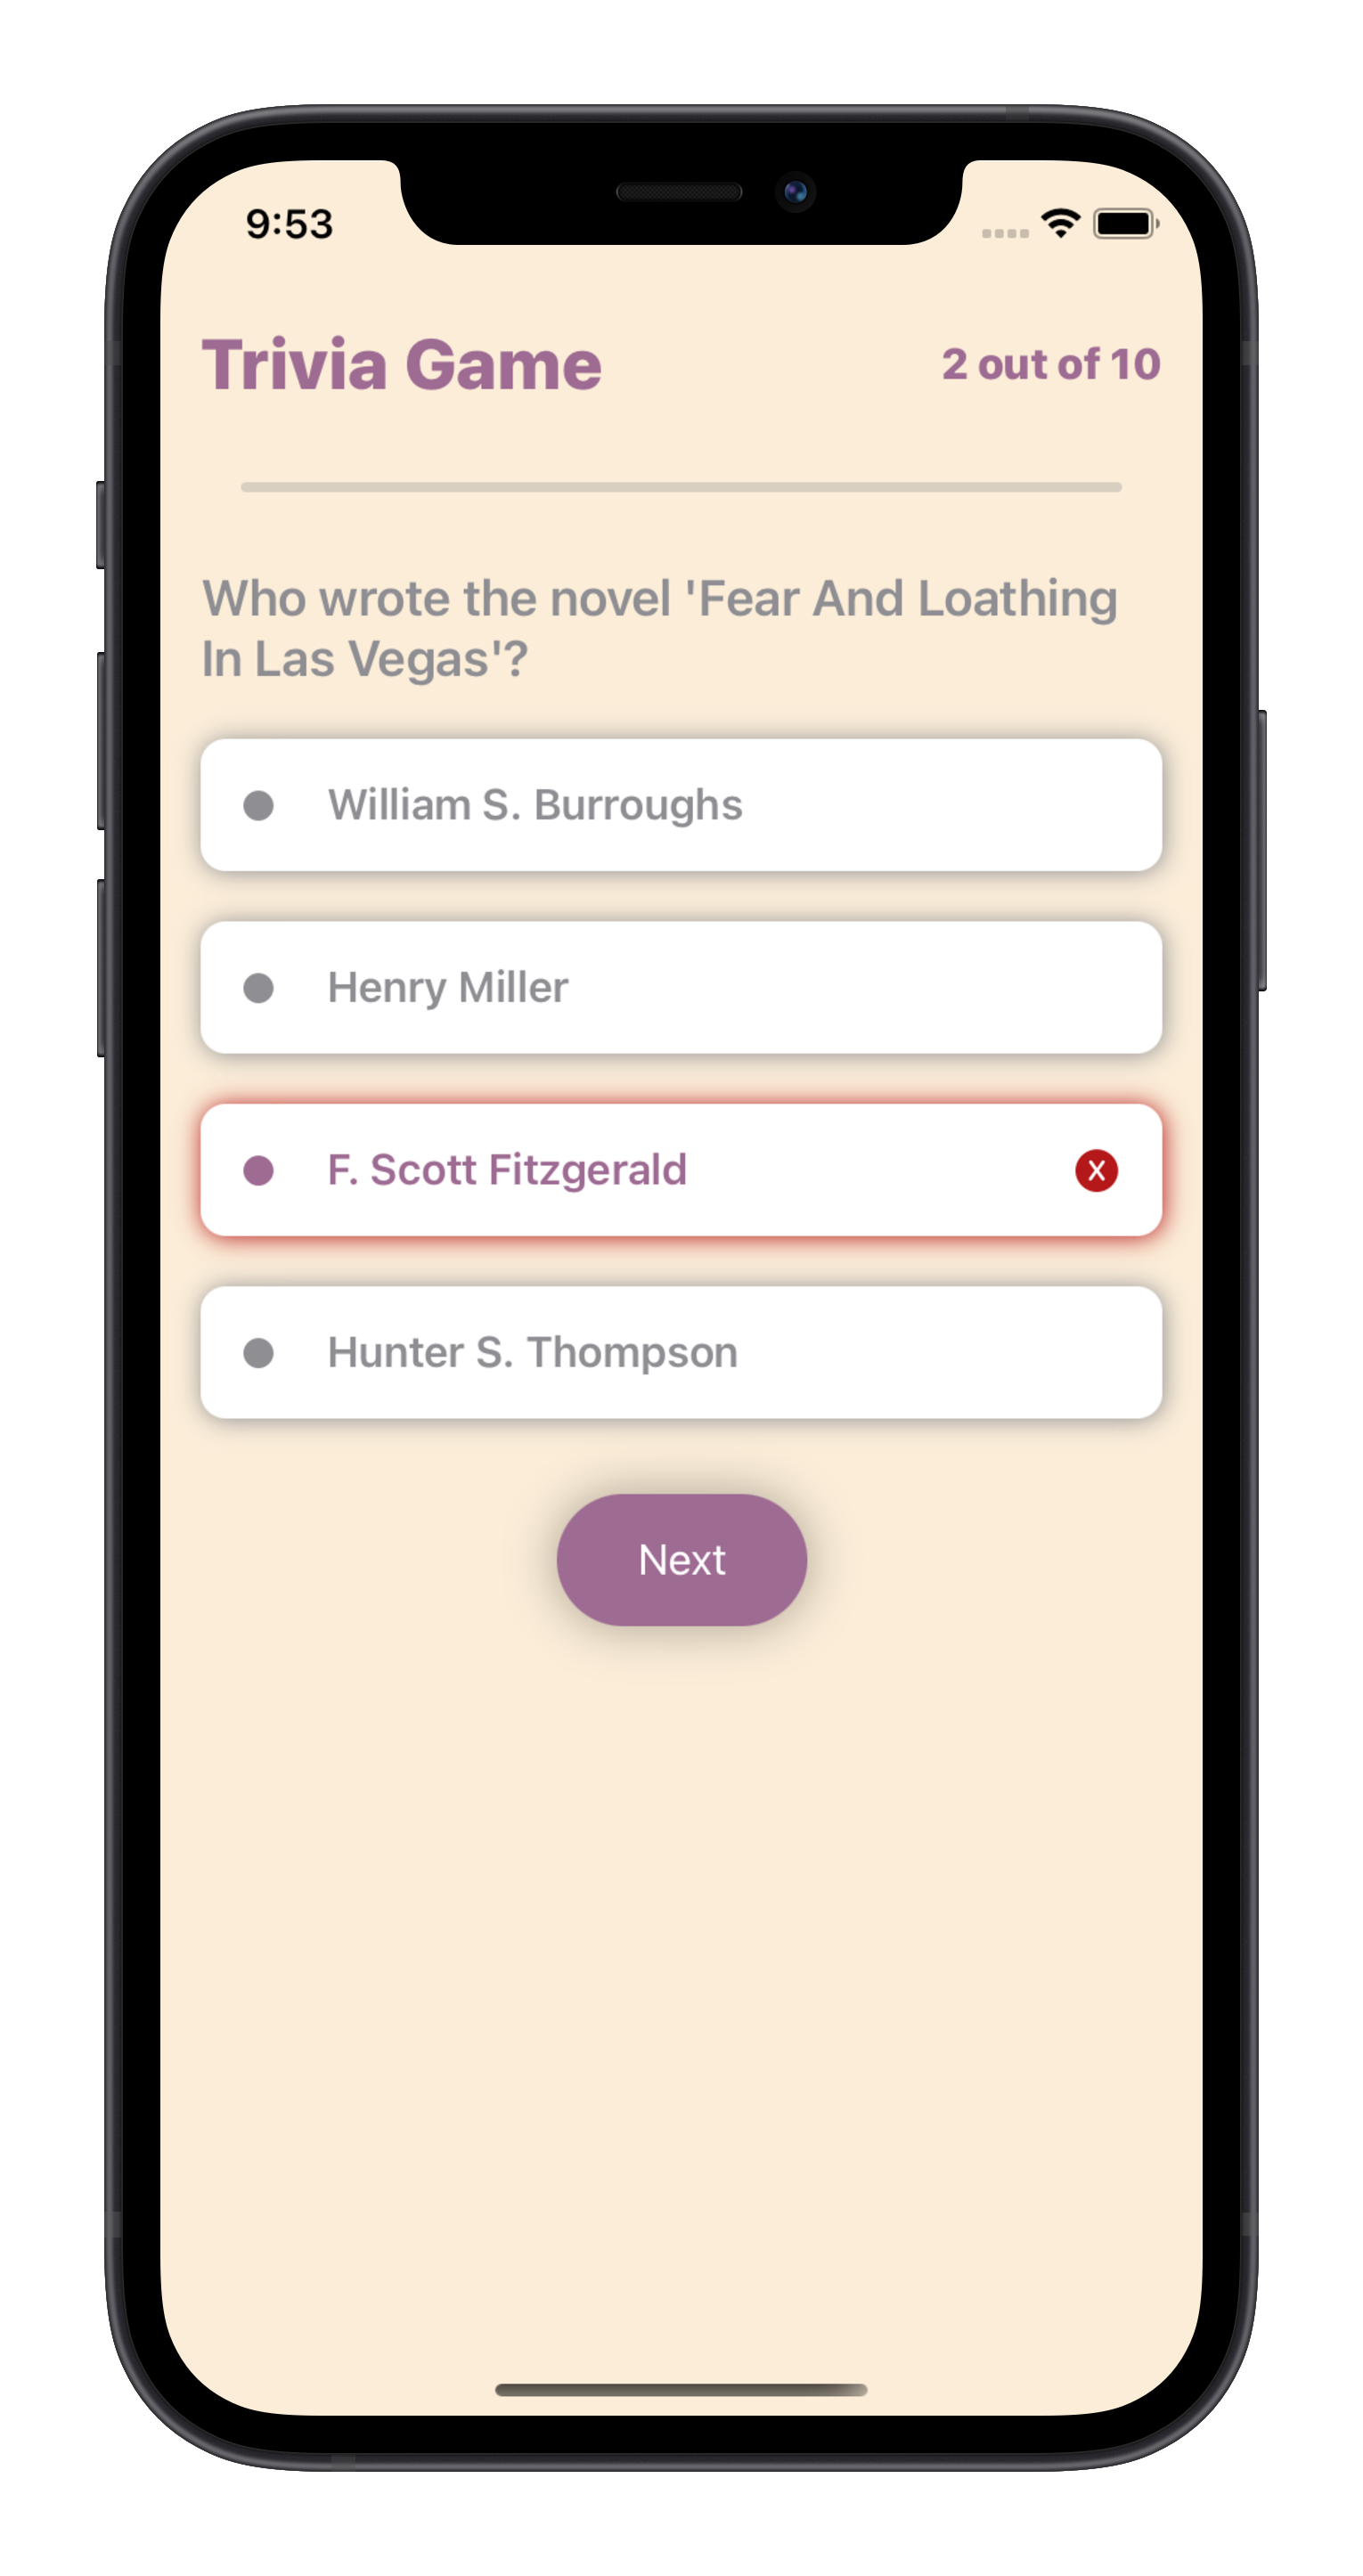 9:53
Trivia Game
2 out of 10
Who wrote the novel 'Fear And Loathing
In Las Vegas'?
William S. Burroughs
Henry Miller
F. Scott Fitzgerald
Hunter S. Thompson
Next